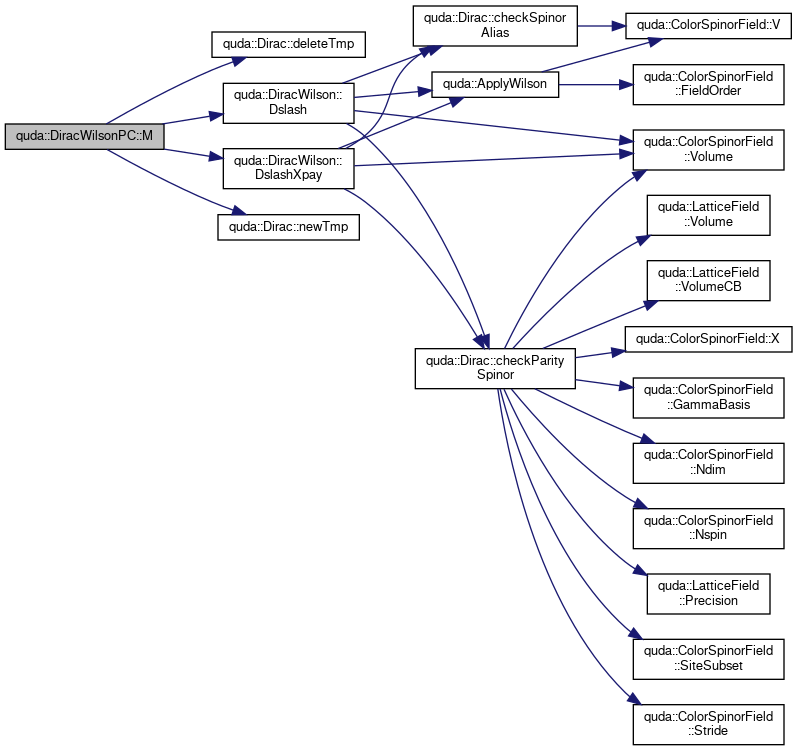 quda::DiracWilsonPC::M
quda::Dirac::deleteTmp
quda::DiracWilson::
Dslash
quda::DiracWilson::
DslashXpay
quda::Dirac::newTmp
quda::Dirac::checkSpinor
Alias
quda::ApplyWilson
quda::Dirac::checkParity
Spinor
quda::ColorSpinorField::V
quda::ColorSpinorField
::FieldOrder
quda::ColorSpinorField
::Volume
quda::LatticeField
::Volume
quda::LatticeField
::VolumeCB
quda::ColorSpinorField::X
quda::ColorSpinorField
::GammaBasis
quda::ColorSpinorField
::Ndim
quda::ColorSpinorField
::Nspin
quda::LatticeField
::Precision
quda::ColorSpinorField
::SiteSubset
quda::ColorSpinorField
::Stride